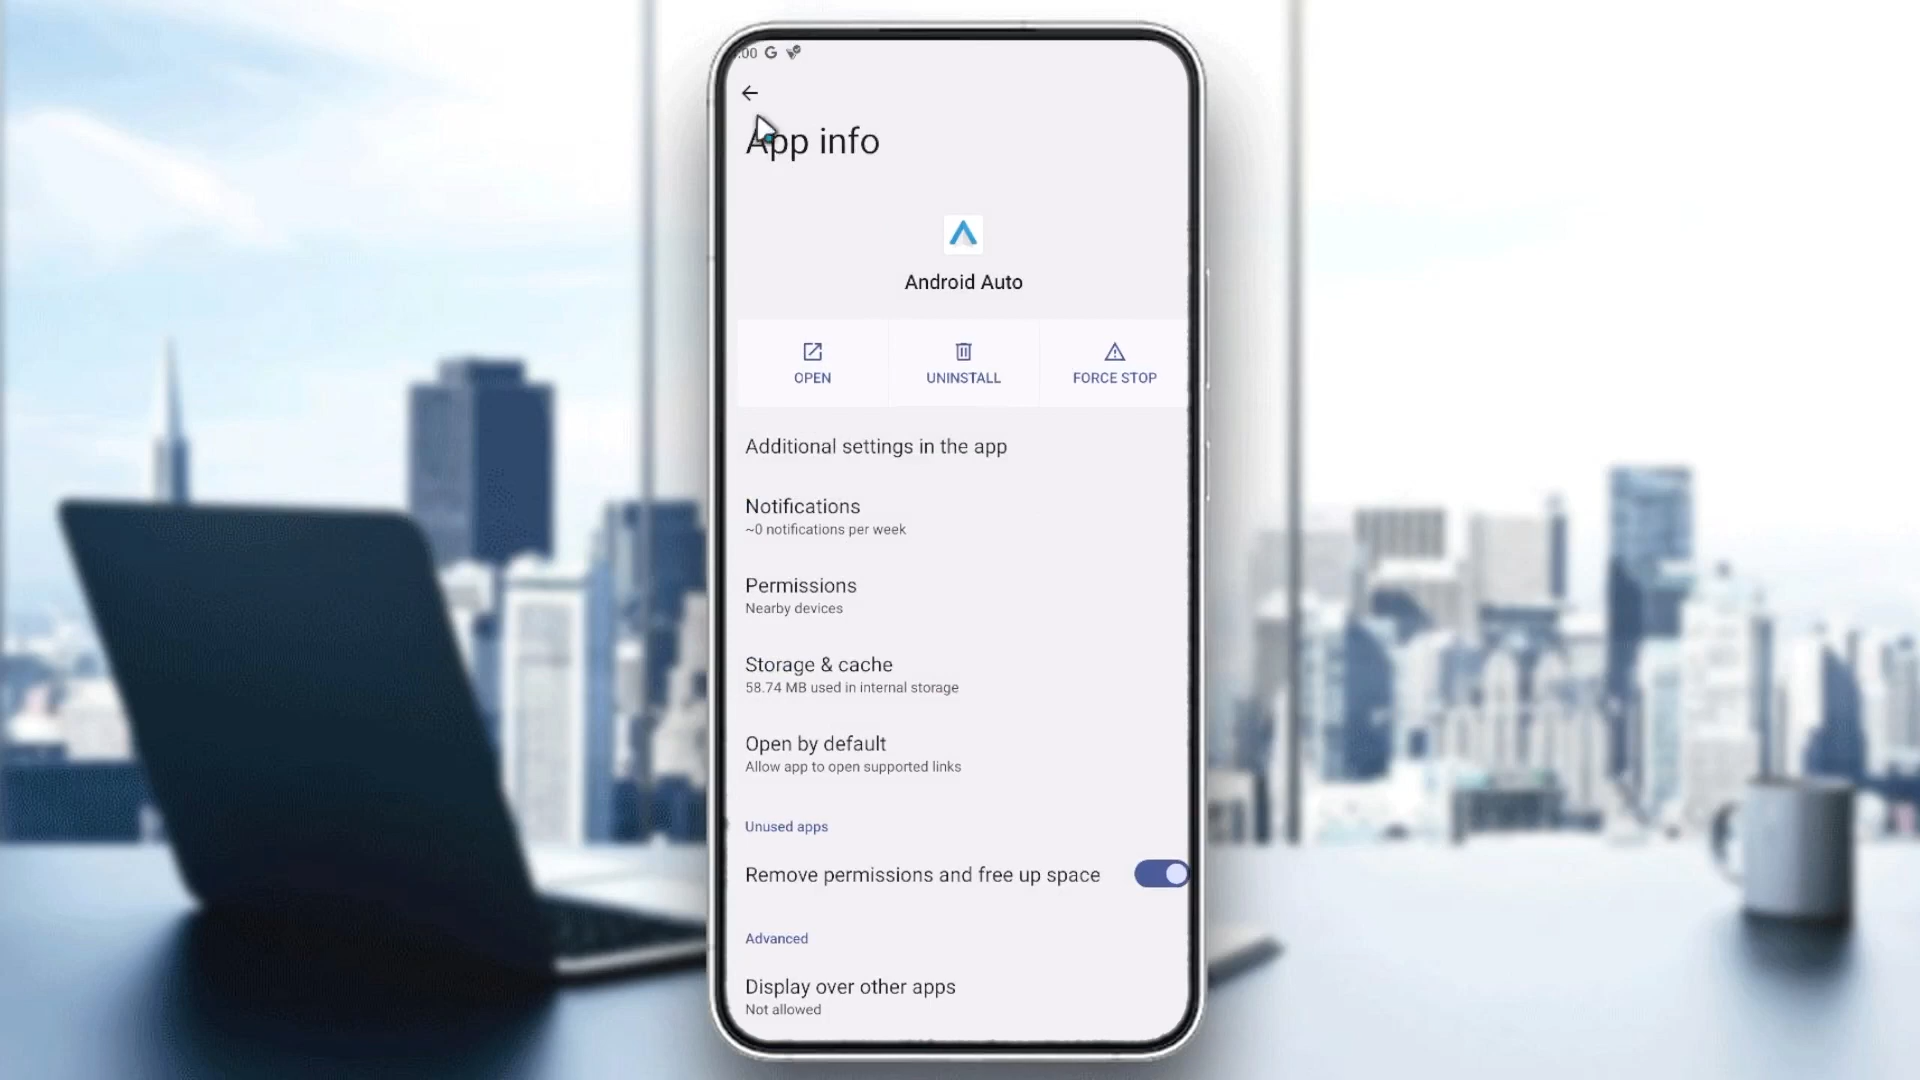 :00
App info
Android Auto
OPEN
UNINSTALL
FORCE STOP
Additional settings in the app
Notifications
~0 notifications per week
Permissions
Nearby devices
Storage & cache
58.74 MB used in internal storage
Open by default
Allow app to open supported links
Unused apps
Remove permissions and free up space
Advanced
Display over other apps
Not allowed